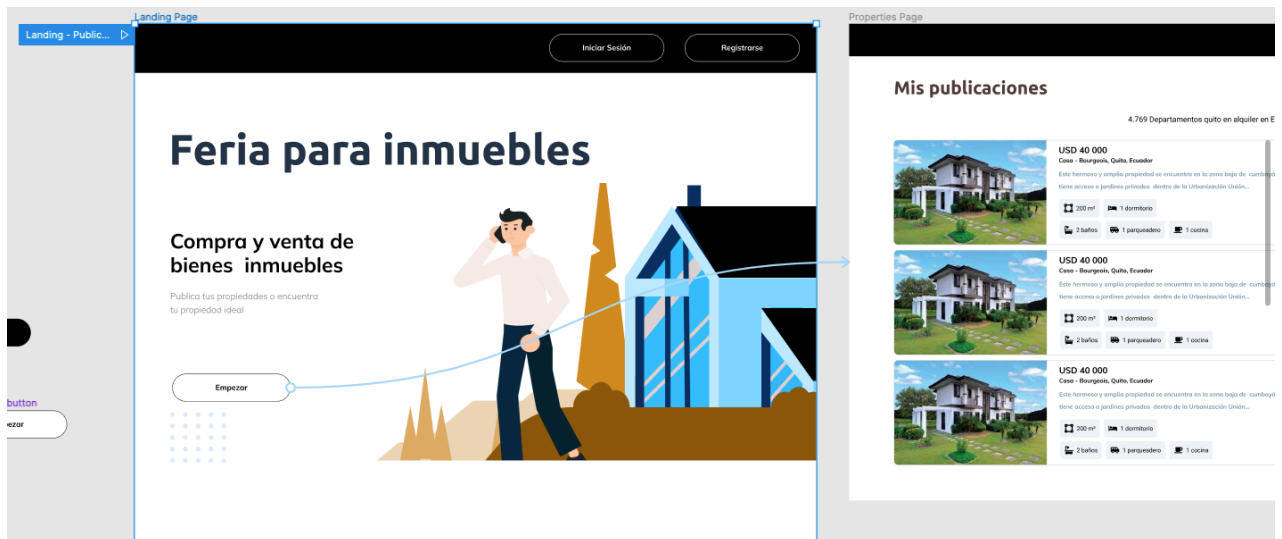 Landing Page
Properties Page
Landing - Public...
Iniciar Sesión
Registrarse
Feria para inmuebles
Compra y venta de
bienes inmuebles
Publica tus propiedades o encuentra
tu propiedad ideal
Empezar
button
ezar
Mis publicaciones
4.769 Departamentos quito en alquiler en E
USD 40 000
Casa - Bourgeois, Quito, Ecuador
Este hermoso y amplia propiedad se encuentra en la zona baja de cumbayá
tiene acceso a jardines privados dentro de la Urbanización Unión...
200 m² 1 dormitorio
2 baños 1 parqueadero 1 cocina
USD 40 000
Casa - Bourgeois, Quito, Ecuador
Este hermoso y amplia propiedad se encuentra en la zona baja de cumbayá
tiene acceso a jardines privados dentro de la Urbanización Unión...
200 m² 1 dormitorio
2 baños 1 parqueadero 1 cocina
USD 40 000
Casa - Bourgeois, Quito, Ecuador
Este hermoso y amplia propiedad se encuentra en la zona baja de cumbayá
tiene acceso a jardines privados dentro de la Urbanización Unión...
200 m² 1 dormitorio
2 baños 1 parqueadero 1 cocina